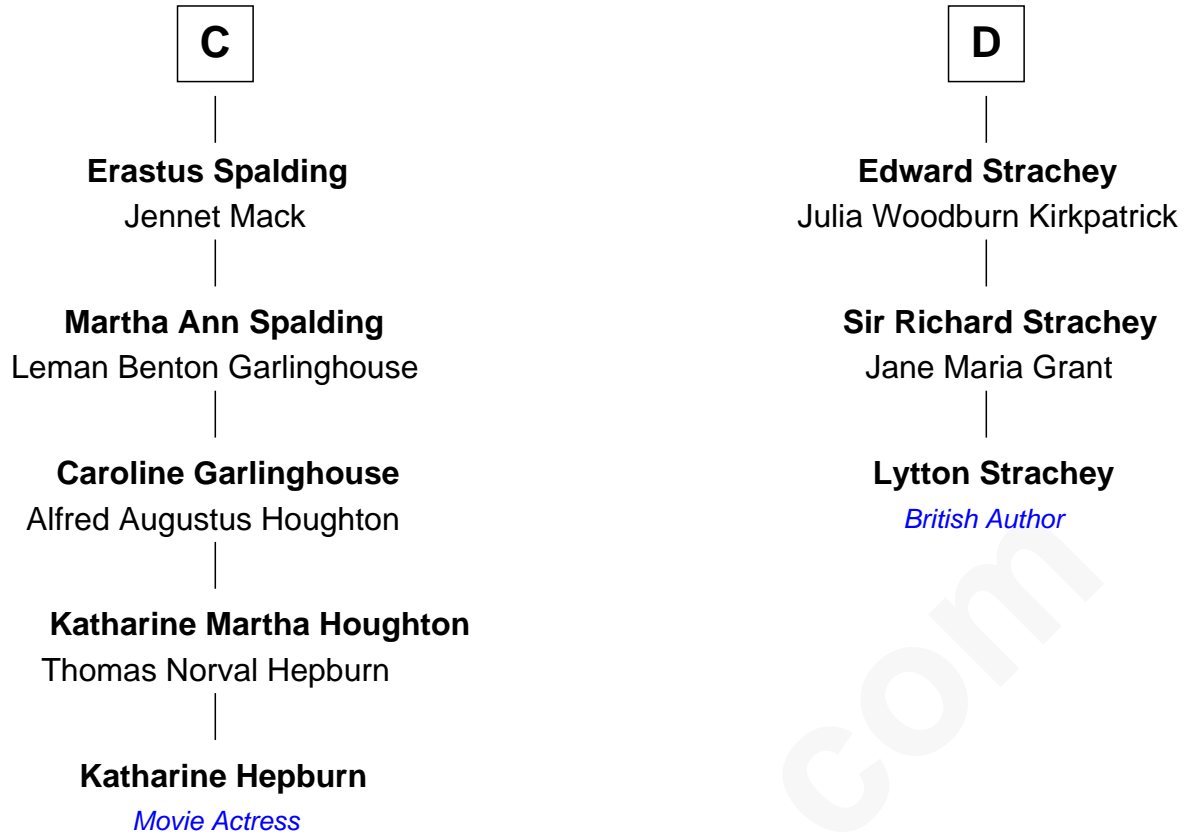 C
Erastus Spalding
Jennet Mack
Martha Ann Spalding
Leman Benton Garlinghouse
Caroline Garlinghouse
Alfred Augustus Houghton
Katharine Martha Houghton
Thomas Norval Hepburn
Katharine Hepburn
Movie Actress
D
Edward Strachey
Julia Woodburn Kirkpatrick
Sir Richard Strachey
Jane Maria Grant
Lytton Strachey
British Author
com